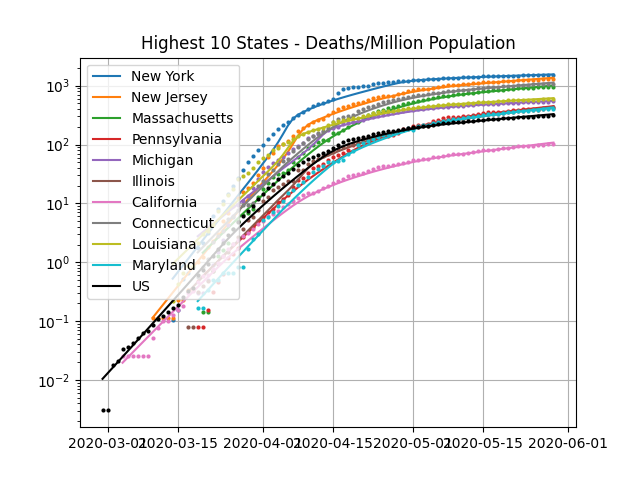 Highest 10 States - Deaths/Million Population
10³
10²
10¹
10⁰
10⁻¹
10⁻²
New York
New Jersey
Massachusetts
Pennsylvania
Michigan
Illinois
California
Connecticut
Louisiana
Maryland
US
2020-03-01 2020-03-15 2020-04-01 2020-04-15 2020-05-01 2020-05-15 2020-06-01